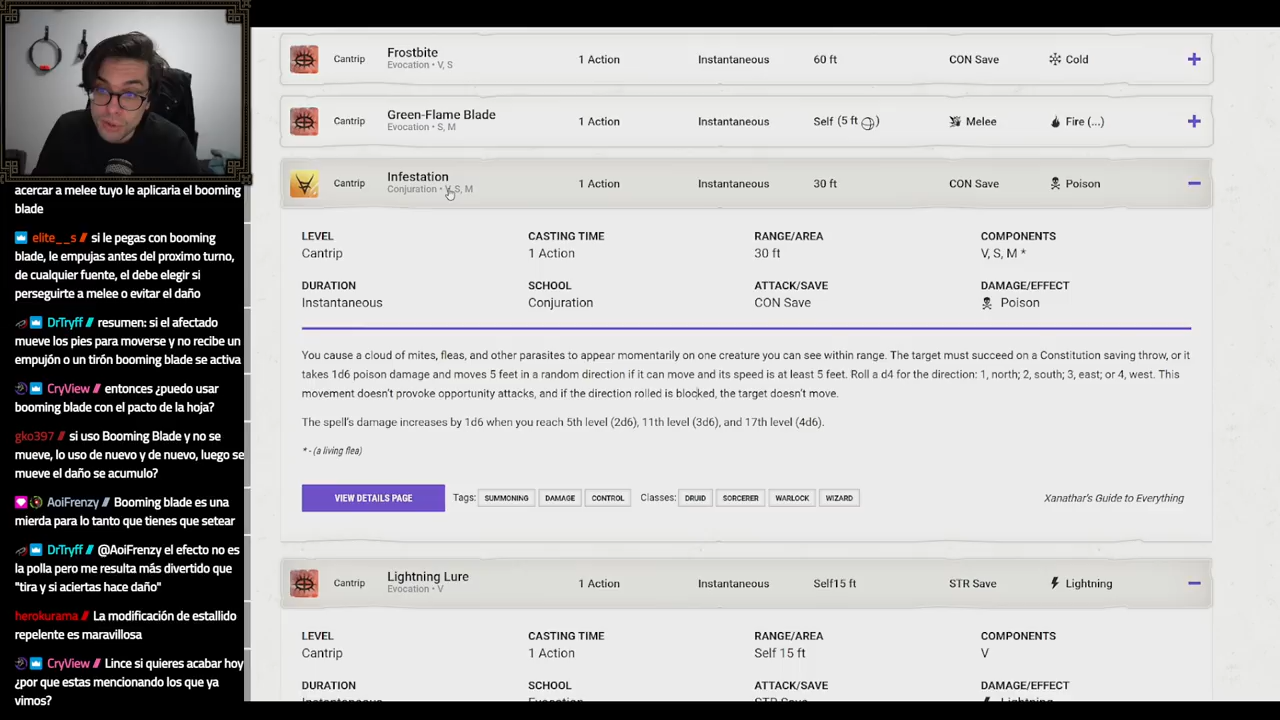 acercar a melee tuyo le aplicaria el booming
blade
elite__s // si le pegas con booming
blade, le empujas antes del proximo turno,
de cualquier fuente, el debe elegir si
perseguirte a melee o evitar el daño
DrTryff // resumen: si el afectado
mueve los pies para moverse y no recibe un
empujón o un tirón booming blade se activa
CryView // entonces ¿puedo usar
booming blade con el pacto de la hoja?
gko397 // si uso Booming Blade y no se
mueve, lo uso de nuevo y de nuevo, luego se
mueve el daño se acumulo?
AoiFrenzy // Booming blade es una
mierda para lo tanto que tienes que setear
DrTryff // @AoiFrenzy el efecto no es
la polla pero me resulta más divertido que
"tira y si aciertas hace daño"
herokurama // La modificación de estallido
repelente es maravillosa
CryView // Lince si quieres acabar hoy
¿por que estas mencionando los que ya
vimos?
Cantrip Frostbite 1 Action Instantaneous 60 ft CON Save Cold +
Evocation • V, S
Cantrip Green-Flame Blade 1 Action Instantaneous Self (5 ft) Melee Fire (...) +
Evocation • S, M
Cantrip Infestation 1 Action Instantaneous 30 ft CON Save Poison −
Conjuration • V, S, M
LEVEL CASTING TIME RANGE/AREA COMPONENTS
Cantrip 1 Action 30 ft V, S, M *
DURATION SCHOOL ATTACK/SAVE DAMAGE/EFFECT
Instantaneous Conjuration CON Save Poison
You cause a cloud of mites, fleas, and other parasites to appear momentarily on one creature you can see within range. The target must succeed on a Constitution saving throw, or it
takes 1d6 poison damage and moves 5 feet in a random direction if it can move and its speed is at least 5 feet. Roll a d4 for the direction: 1, north; 2, south; 3, east; or 4, west. This
movement doesn't provoke opportunity attacks, and if the direction rolled is blocked, the target doesn't move.
The spell's damage increases by 1d6 when you reach 5th level (2d6), 11th level (3d6), and 17th level (4d6).
* - (a living flea)
VIEW DETAILS PAGE Tags: SUMMONING DAMAGE CONTROL Classes: DRUID SORCERER WARLOCK WIZARD Xanathar's Guide to Everything
Cantrip Lightning Lure 1 Action Instantaneous Self15 ft STR Save Lightning −
Evocation • V
LEVEL CASTING TIME RANGE/AREA COMPONENTS
Cantrip 1 Action Self 15 ft V
DURATION SCHOOL ATTACK/SAVE DAMAGE/EFFECT
Instantaneous Evocation STR Save Lightning